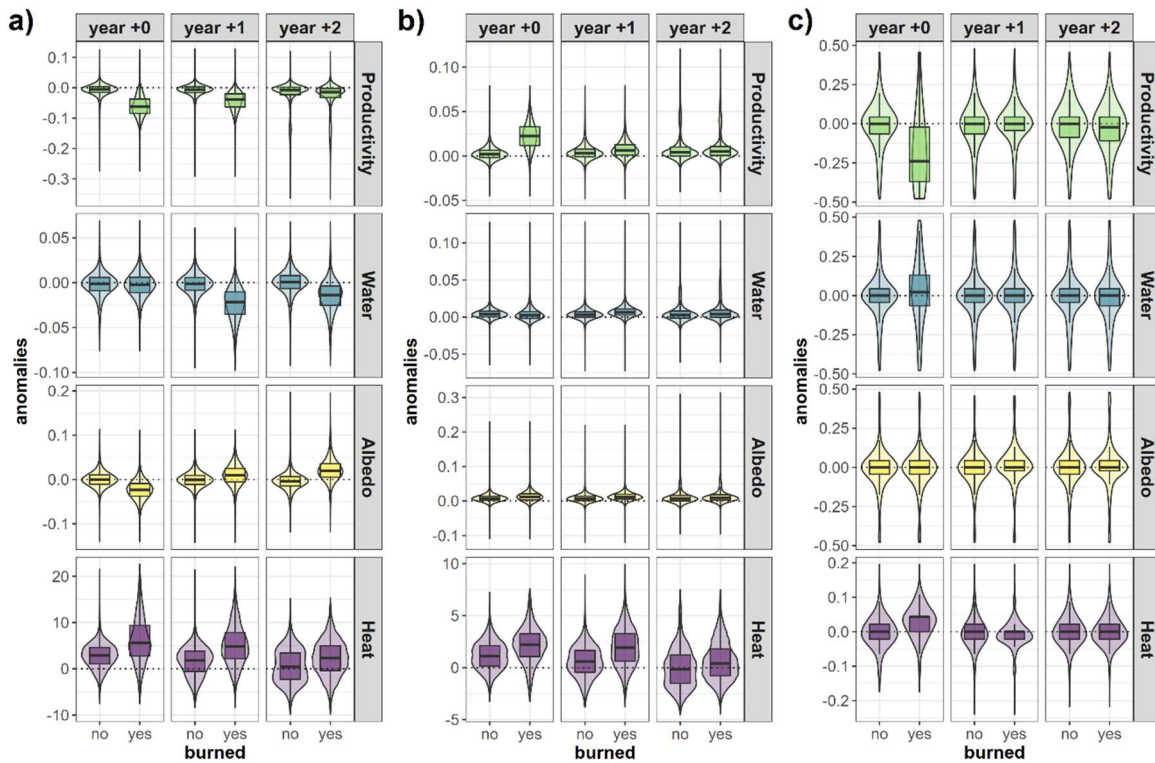 a)
year +0 year +1 year +2
0.1
0.0
-0.1
-0.2
-0.3
Productivity
0.05
0.00
-0.05
-0.10
Water
anomalies
0.2
0.1
0.0
-0.1
Albedo
20
10
0
-10
Heat
no yes no yes no yes
burned
b)
year +0 year +1 year +2
0.10
0.05
0.00
-0.05
Productivity
0.10
0.05
0.00
-0.05
Water
anomalies
0.3
0.2
0.1
0.0
-0.1
Albedo
10
5
0
-5
Heat
no yes no yes no yes
burned
c)
year +0 year +1 year +2
0.50
0.25
0.00
-0.25
-0.50
Productivity
0.50
0.25
0.00
-0.25
0.50
Water
anomalies
0.50
0.25
0.00
-0.25
0.50
Albedo
0.2
0.1
0.0
-0.1
-0.2
Heat
no yes no yes no yes
burned